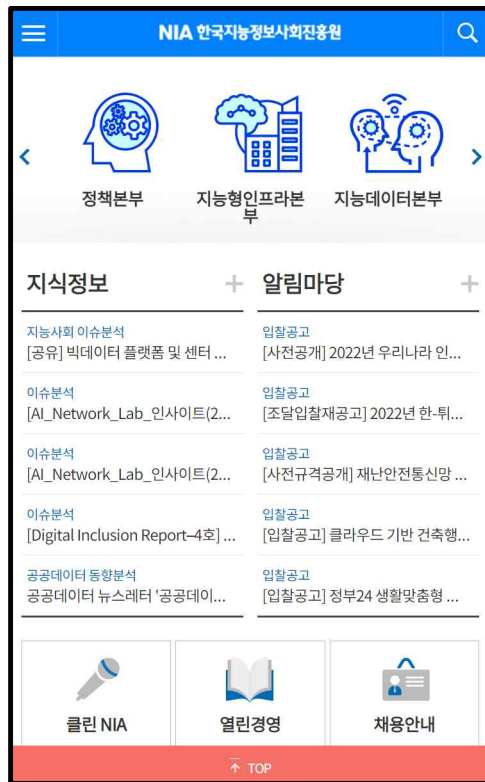 NIA 한국지능정보사회진흥원
정책본부
지능형인프라본
부
지능데이터본부
지식정보
지능사회 이슈분석
[공유] 빅데이터 플랫폼 및 센터 ...
이슈분석
[AI_Network_Lab_인사이트(2...
이슈분석
[AI_Network_Lab_인사이트(2...
이슈분석
[Digital Inclusion Report–4호] ...
공공데이터 동향분석
공공데이터 뉴스레터 '공공데이...
알림마당
입찰공고
[사전공개] 2022년 우리나라 인...
입찰공고
[조달입찰재공고] 2022년 한-튀...
입찰공고
[사전규격공개] 재난안전통신망 ...
입찰공고
[입찰공고] 클라우드 기반 건축행...
입찰공고
[입찰공고] 정부24 생활맞춤형 ...
클린 NIA
열린경영
채용안내
TOP